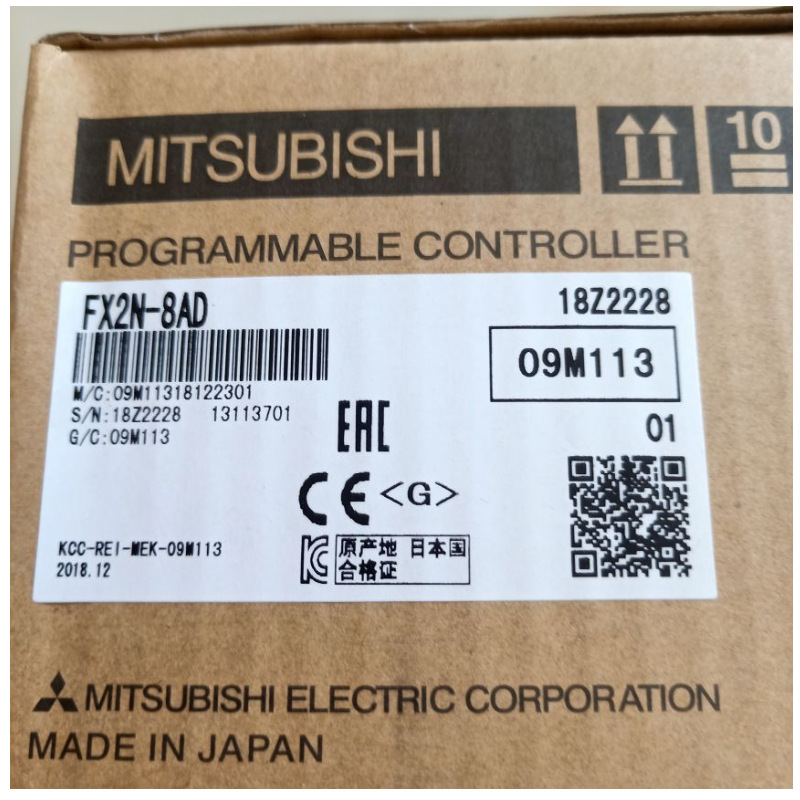 MITSUBISHI
10
PROGRAMMABLE CONTROLLER
FX2N-8AD
18Z2228
09M113
M/C:09M11318122301
S/N:18Z2228 13113701
G/C:09M113
EAC
01
CE <G>
KCC-REI-MEK-09M113
2018.12
原产地 日本国
合格证
MITSUBISHI ELECTRIC CORPORATION
MADE IN JAPAN